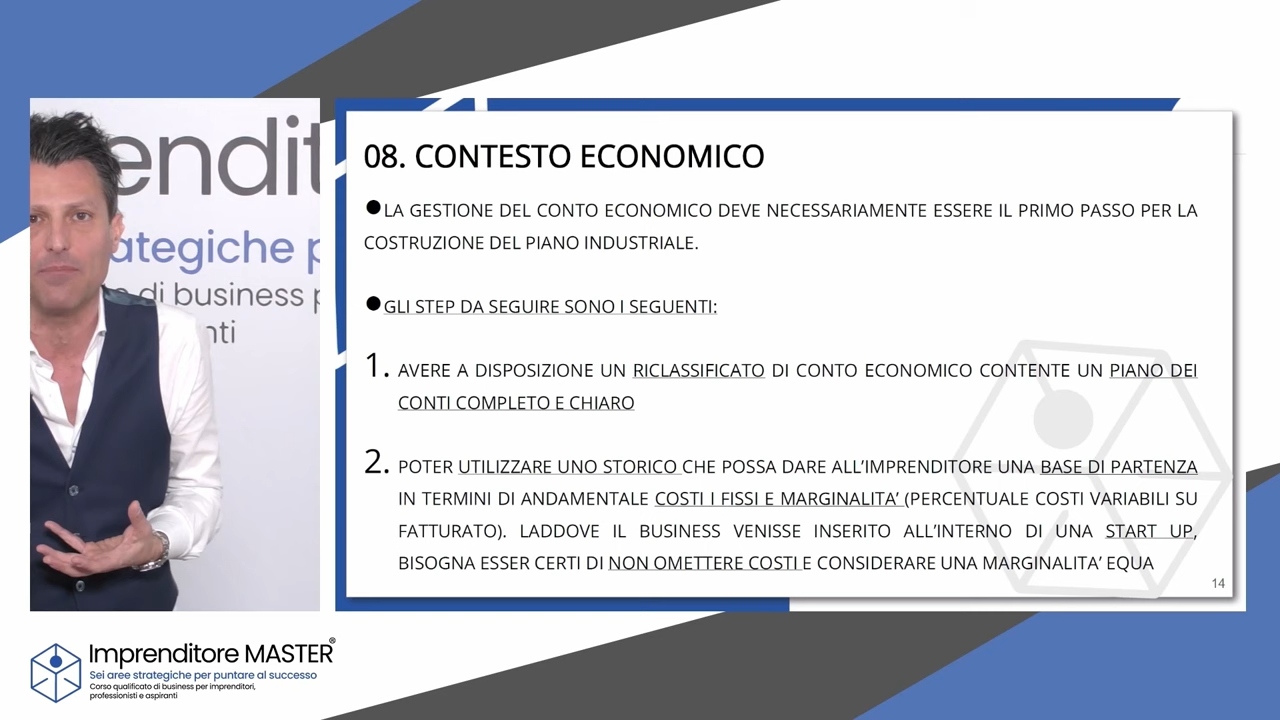 endit
ategiche p
e di business p
nti
08. CONTESTO ECONOMICO
●LA GESTIONE DEL CONTO ECONOMICO DEVE NECESSARIAMENTE ESSERE IL PRIMO PASSO PER LA
COSTRUZIONE DEL PIANO INDUSTRIALE.
●GLI STEP DA SEGUIRE SONO I SEGUENTI:
1. AVERE A DISPOSIZIONE UN RICLASSIFICATO DI CONTO ECONOMICO CONTENTE UN PIANO DEI
CONTI COMPLETO E CHIARO
2. POTER UTILIZZARE UNO STORICO CHE POSSA DARE ALL’IMPRENDITORE UNA BASE DI PARTENZA
IN TERMINI DI ANDAMENTALE COSTI I FISSI E MARGINALITA’ (PERCENTUALE COSTI VARIABILI SU
FATTURATO). LADDOVE IL BUSINESS VENISSE INSERITO ALL’INTERNO DI UNA START UP,
BISOGNA ESSER CERTI DI NON OMETTERE COSTI E CONSIDERARE UNA MARGINALITA’ EQUA
14
Imprenditore MASTER®
Sei aree strategiche per puntare al successo
Corso qualificato di business per imprenditori,
professionisti e aspiranti